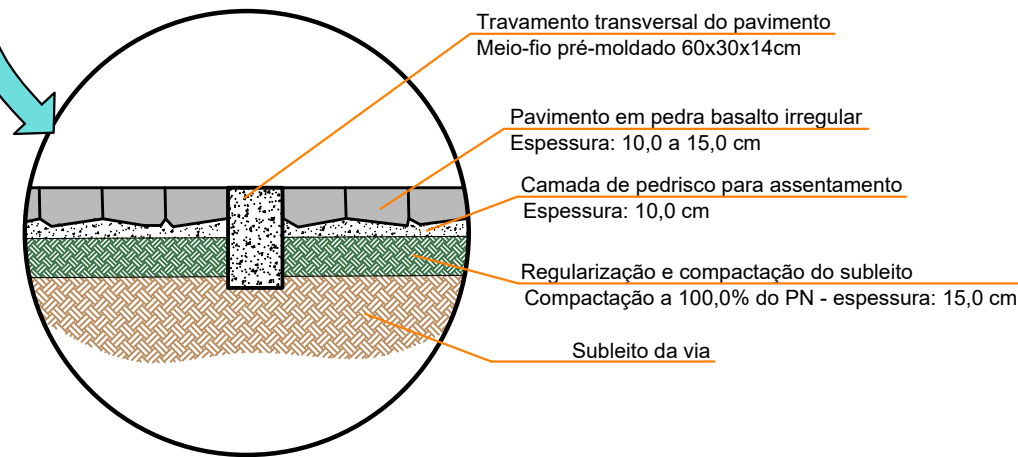 Travamento transversal do pavimento
Meio-fio pré-moldado 60x30x14cm
Pavimento em pedra basalto irregular
Espessura: 10,0 a 15,0 cm
Camada de pedrisco para assentamento
Espessura: 10,0 cm
Regularização e compactação do subleito
Compactação a 100,0% do PN - espessura: 15,0 cm
Subleito da via